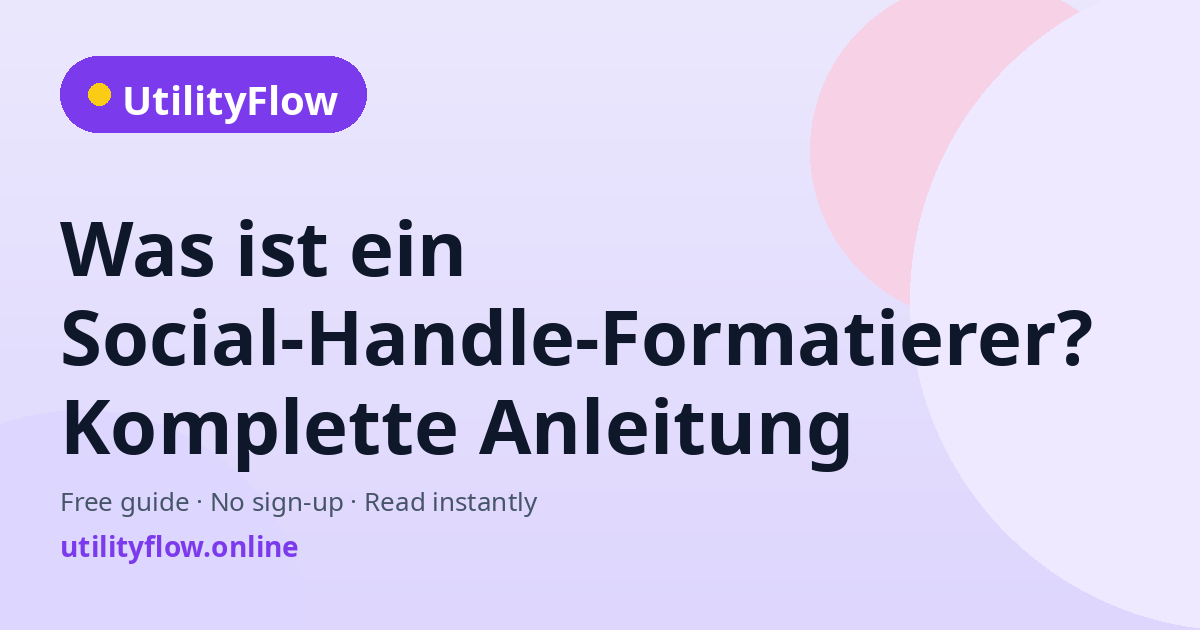 UtilityFlow
Was ist ein
Social-Handle-Formatierer?
Komplette Anleitung
Free guide · No sign-up · Read instantly
utilityflow.online